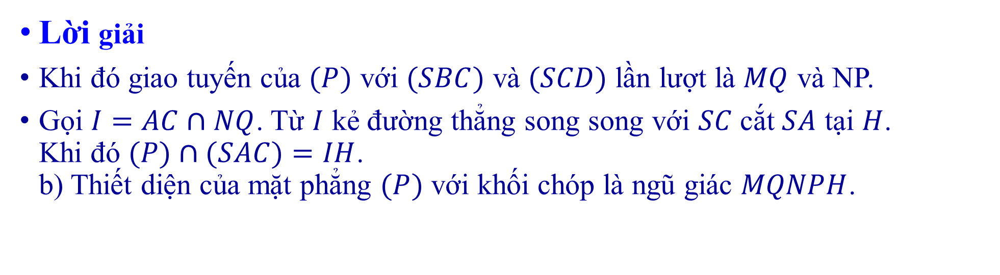 • Lời giải
• Khi đó giao tuyến của (P) với (SBC) và (SCD) lần lượt là MQ và NP.
• Gọi I = AC ∩ NQ. Từ I kẻ đường thẳng song song với SC cắt SA tại H.
Khi đó (P) ∩ (SAC) = IH.
b) Thiết diện của mặt phẳng (P) với khối chóp là ngũ giác MQNPH.